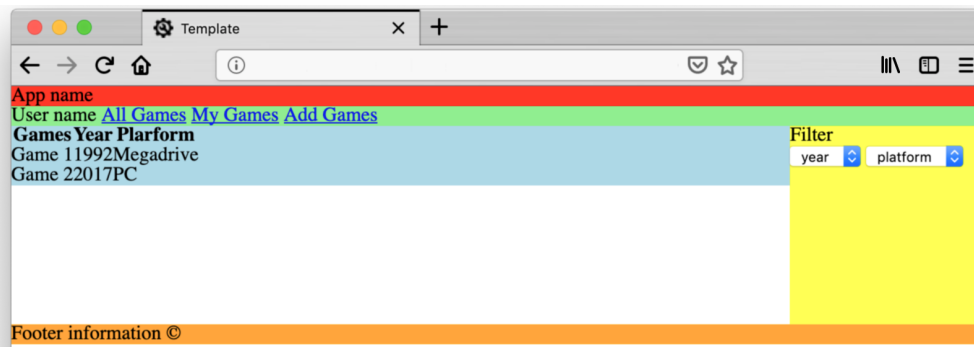 Template
App name
User name All Games My Games Add Games
Games Year Plarform
Game 11992Megadrive
Game 22017PC
Filter
year platform
Footer information ©